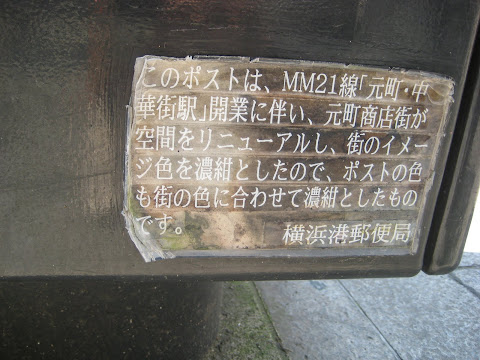 このポストは、MM21線「元町・中
華街駅」開業に伴い、元町商店街が
空間をリニューアルし、街のイメー
ジ色を濃紺としたので、ポストの色
も街の色に合わせて濃紺としたもの
です。
横浜港郵便局